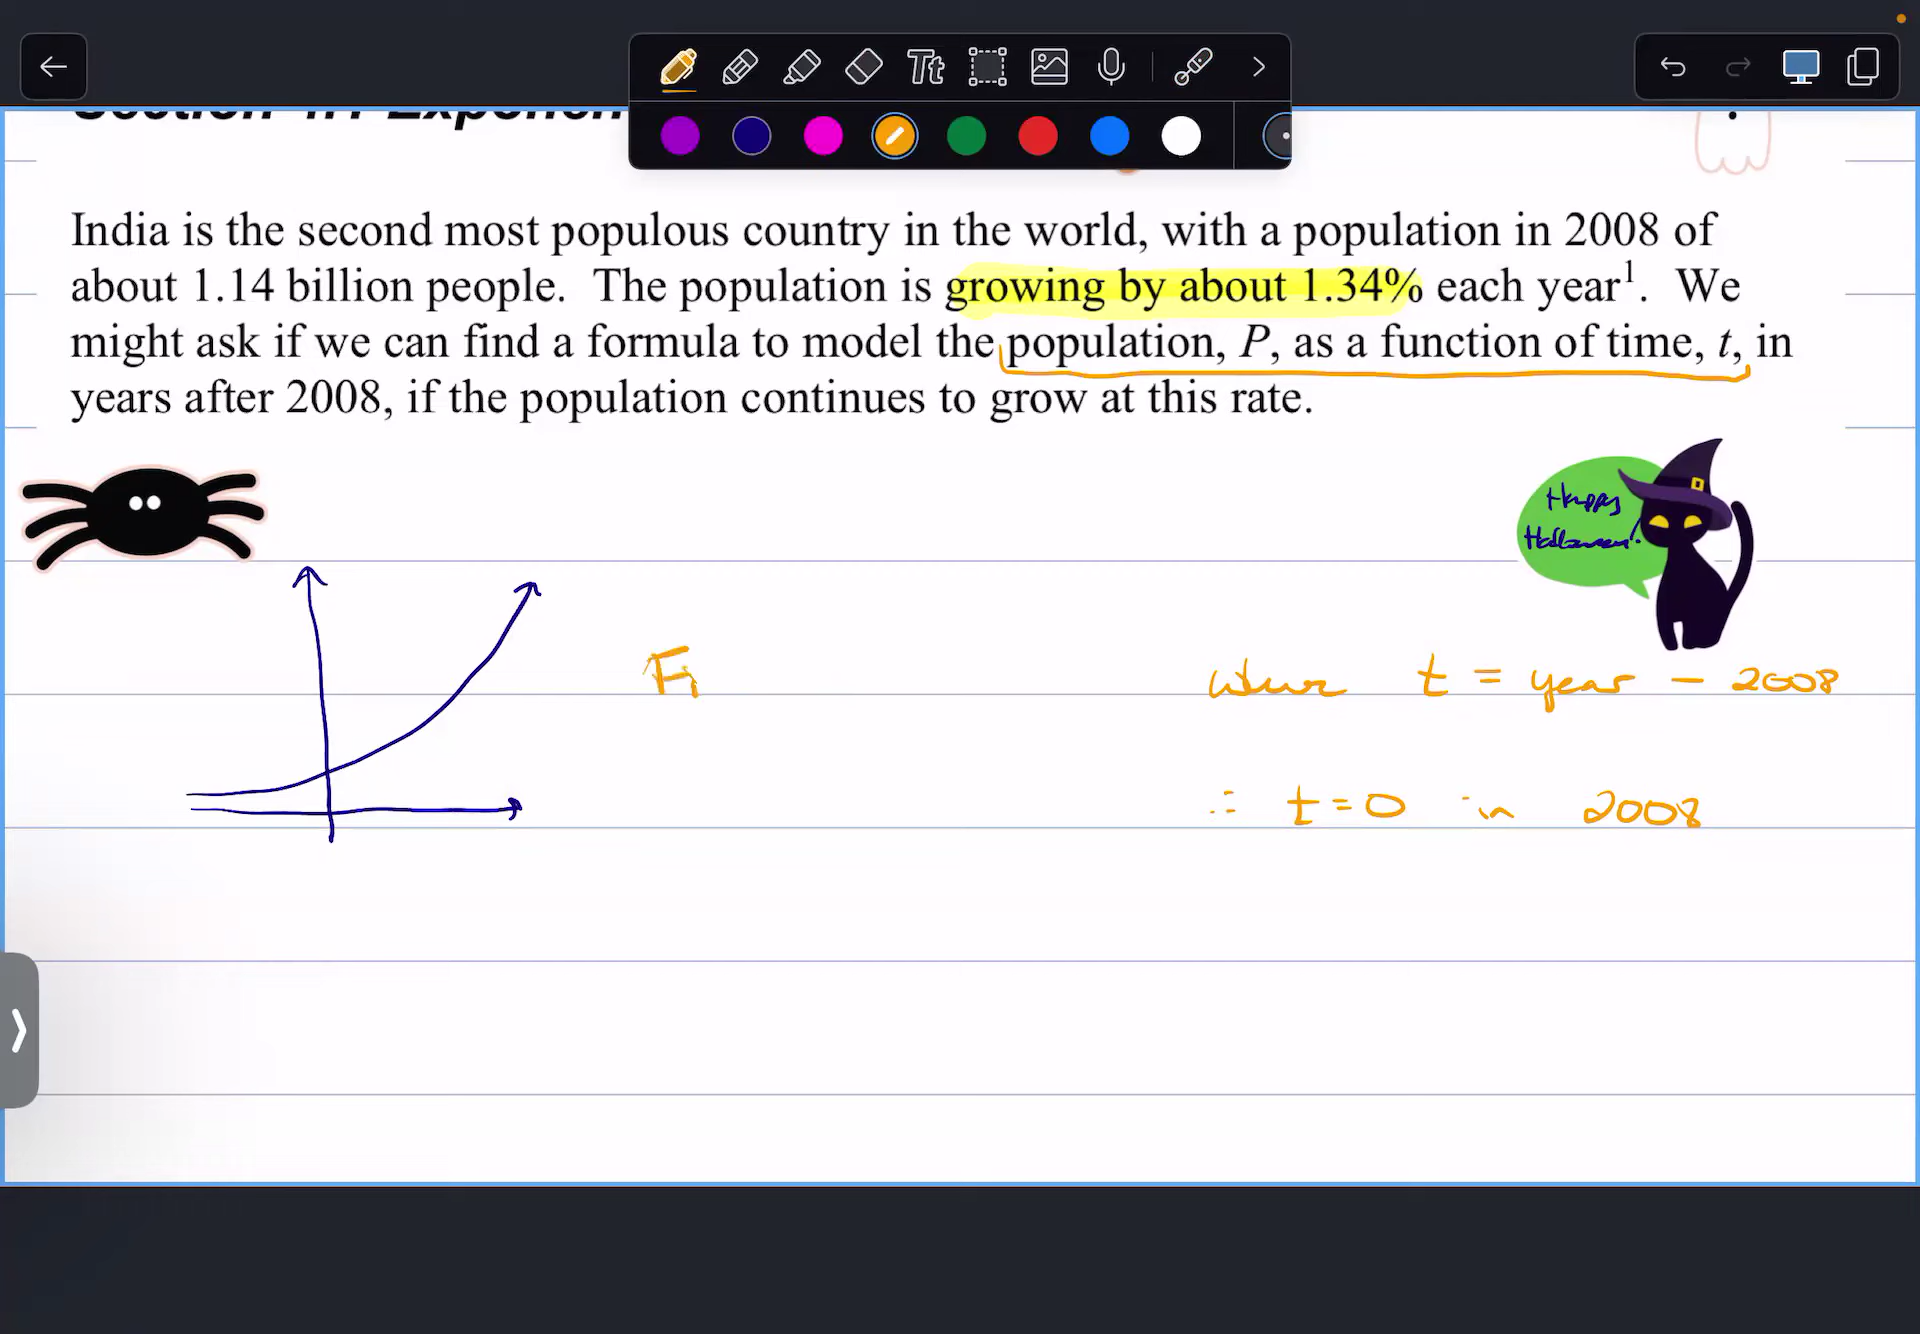 Tt
India is the second most populous country in the world, with a population in 2008 of
about 1.14 billion people. The population is growing by about 1.34% each year¹. We
might ask if we can find a formula to model the population, P, as a function of time, t, in
years after 2008, if the population continues to grow at this rate.
Happy
Halloween!
Fi
where t = year - 2008
∴ t = 0 in 2008